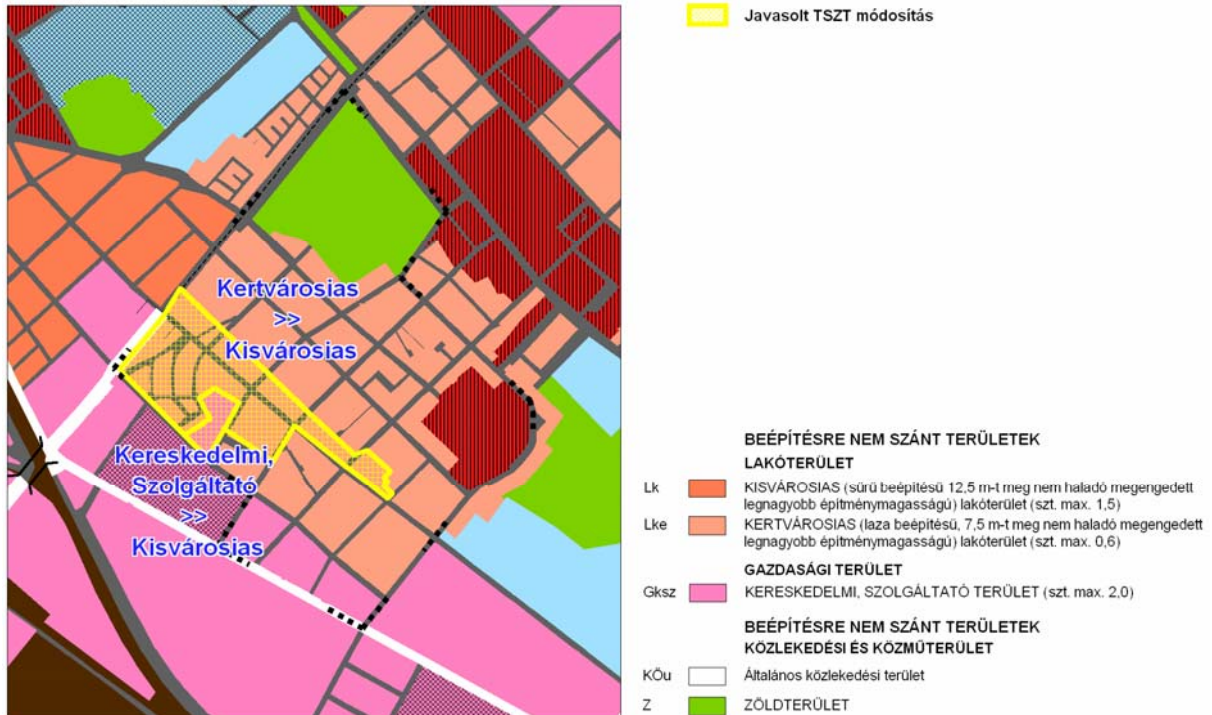 Javasolt TSZT módosítás
Kertvárosias
>>
Kisvárosias
Kereskedelmi,
Szolgáltató
>>
Kisvárosias
BEÉPÍTÉSRE NEM SZÁNT TERÜLETEK
LAKÓTERÜLET
Lk KISVÁROSIAS (sűrű beépítésű 12,5 m-t meg nem haladó megengedett
legnagyobb építménymagasságú) lakóterület (szt. max. 1,5)
Lke KERTVÁROSIAS (laza beépítésű, 7,5 m-t meg nem haladó megengedett
legnagyobb építménymagasságú) lakóterület (szt. max. 0,6)
GAZDASÁGI TERÜLET
Gksz KERESKEDELMI, SZOLGÁLTATÓ TERÜLET (szt. max. 2,0)
BEÉPÍTÉSRE NEM SZÁNT TERÜLETEK
KÖZLEKEDÉSI ÉS KÖZMŰTERÜLET
KÖu Általános közlekedési terület
Z ZÖLDTERÜLET